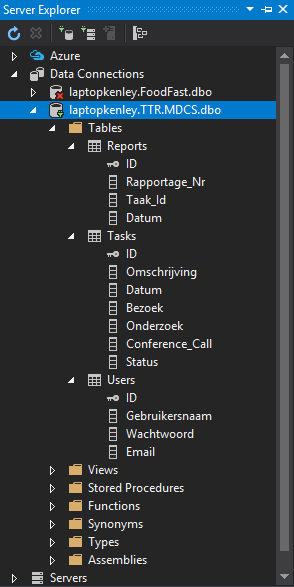 Server Explorer
Azure
Data Connections
laptopkenley.FoodFast.dbo
laptopkenley.TTR.MDCS.dbo
Tables
Reports
ID
Rapportage_Nr
Taak_Id
Datum
Tasks
ID
Omschrijving
Datum
Bezoek
Onderzoek
Conference_Call
Status
Users
ID
Gebruikersnaam
Wachtwoord
Email
Views
Stored Procedures
Functions
Synonyms
Types
Assemblies
Servers